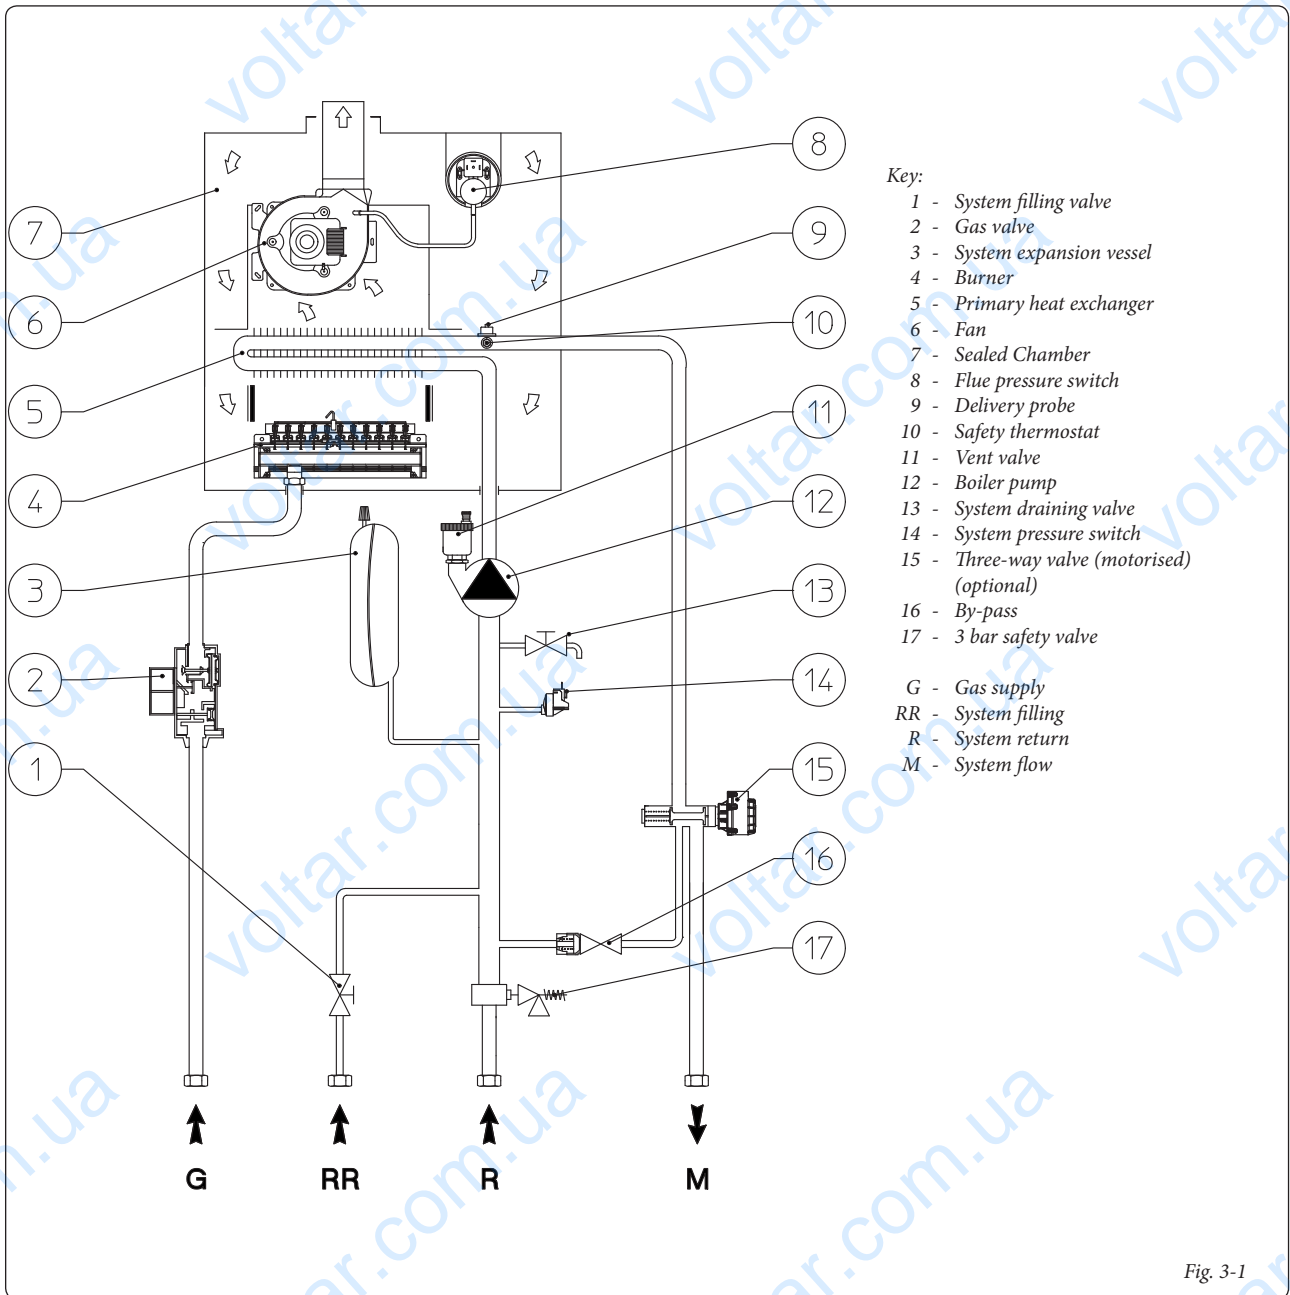 voltar.com.ua
8
7
9
6
10
5
11
4
12
3
13
2
14
1
15
16
17
G
RR
R
M
Key:
1 - System filling valve
2 - Gas valve
3 - System expansion vessel
4 - Burner
5 - Primary heat exchanger
6 - Fan
7 - Sealed Chamber
8 - Flue pressure switch
9 - Delivery probe
10 - Safety thermostat
11 - Vent valve
12 - Boiler pump
13 - System draining valve
14 - System pressure switch
15 - Three-way valve (motorised)
(optional)
16 - By-pass
17 - 3 bar safety valve
G - Gas supply
RR - System filling
R - System return
M - System flow
Fig. 3-1